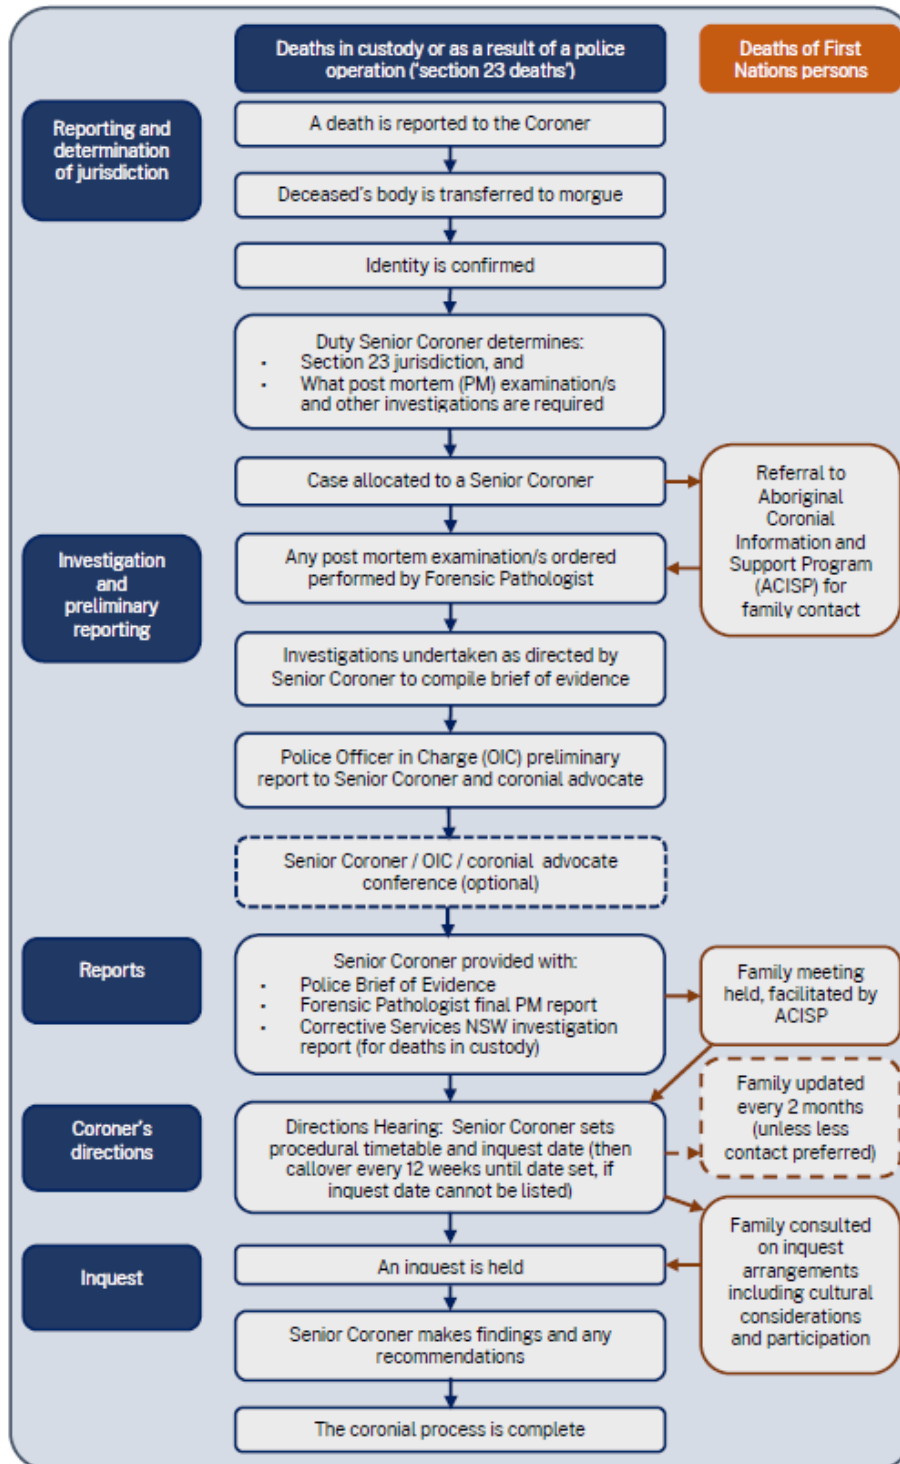 Deaths in custody or as a result of a police
operation ('section 23 deaths')
Deaths of First
Nations persons
Reporting and
determination
of jurisdiction
A death is reported to the Coroner
Deceased's body is transferred to morgue
Identity is confirmed
Duty Senior Coroner determines:
• Section 23 jurisdiction, and
• What post mortem (PM) examination/s
and other investigations are required
Case allocated to a Senior Coroner
Referral to
Aboriginal
Coronial
Information and
Support Program
(ACISP) for
family contact
Investigation
and
preliminary
reporting
Any post mortem examination/s ordered
performed by Forensic Pathologist
Investigations undertaken as directed by
Senior Coroner to compile brief of evidence
Police Officer in Charge (OIC) preliminary
report to Senior Coroner and coronial advocate
Senior Coroner / OIC / coronial advocate
conference (optional)
Reports
Senior Coroner provided with:
• Police Brief of Evidence
• Forensic Pathologist final PM report
• Corrective Services NSW investigation
report (for deaths in custody)
Family meeting
held, facilitated by
ACISP
Coroner's
directions
Directions Hearing: Senior Coroner sets
procedural timetable and inquest date (then
callover every 12 weeks until date set, if
inquest date cannot be listed)
Family updated
every 2 months
(unless less
contact preferred)
Family consulted
on inquest
arrangements
including cultural
considerations
and participation
Inquest
An inquest is held
Senior Coroner makes findings and any
recommendations
The coronial process is complete